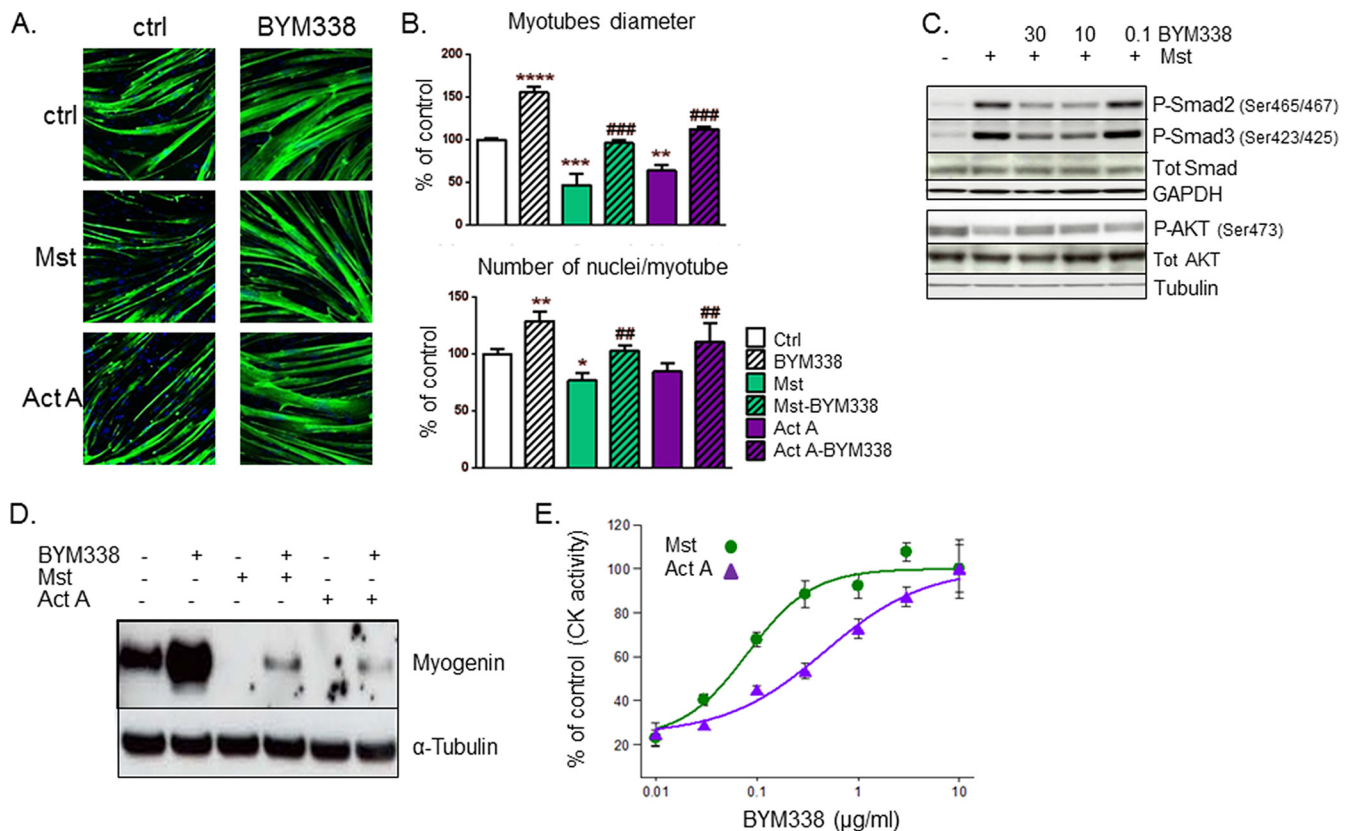 A.
ctrl BYM338
ctrl
Mst
Act A
B.
Myotubes diameter
% of control
150
100
50
0
****
***
###
**
###
Number of nuclei/myotube
% of control
150
100
50
0
**
*
##
##
Ctrl
BYM338
Mst
Mst-BYM338
Act A
Act A-BYM338
C.
30 10 0.1 BYM338
- + + + + Mst
P-Smad2 (Ser465/467)
P-Smad3 (Ser423/425)
Tot Smad
GAPDH
P-AKT (Ser473)
Tot AKT
Tubulin
D.
BYM338 - + - + - +
Mst - - + + - -
Act A - - - - + +
Myogenin
α-Tubulin
E.
Mst
Act A
% of control (CK activity)
120
100
80
60
40
20
0.01 0.1 1 10
BYM338 (µg/ml)